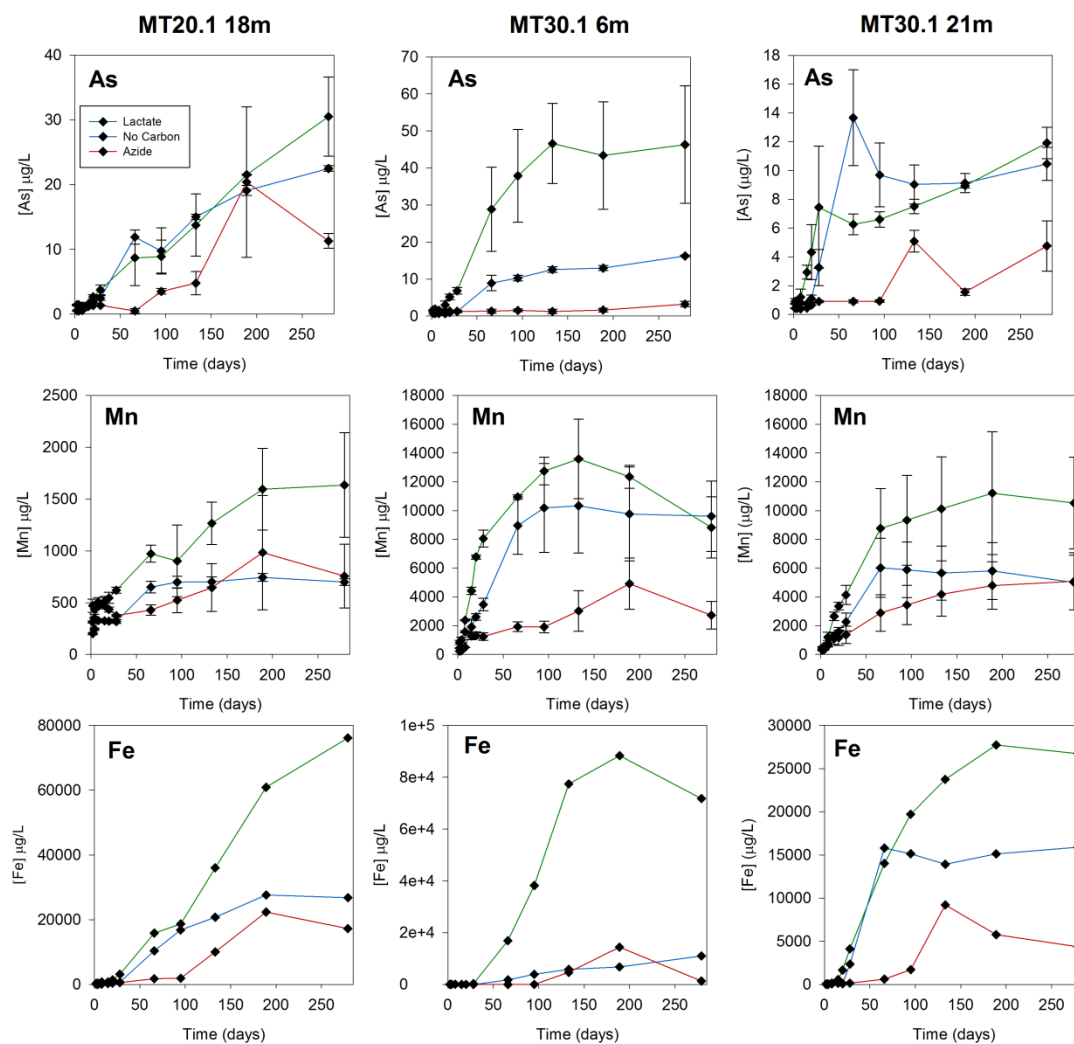 MT20.1 18m
MT30.1 6m
MT30.1 21m
As
Lactate
No Carbon
Azide
[As] µg/L
40
30
20
10
0
0 50 100 150 200 250
Time (days)
As
[As] µg/L
70
60
50
40
30
20
10
0
0 50 100 150 200 250
Time (days)
As
[As] (µg/L)
18
16
14
12
10
8
6
4
2
0
0 50 100 150 200 250
Time (days)
Mn
[Mn] µg/L
2500
2000
1500
1000
500
0
0 50 100 150 200 250
Time (days)
Mn
[Mn] µg/L
18000
16000
14000
12000
10000
8000
6000
4000
2000
0
0 50 100 150 200 250
Time (days)
Mn
[Mn] (µg/L)
18000
16000
14000
12000
10000
8000
6000
4000
2000
0
0 50 100 150 200 250
Time (days)
Fe
[Fe] µg/L
80000
60000
40000
20000
0
0 50 100 150 200 250
Time (days)
Fe
[Fe] µg/L
1e+5
8e+4
6e+4
4e+4
2e+4
0
0 50 100 150 200 250
Time (days)
Fe
[Fe] (µg/L)
30000
25000
20000
15000
10000
5000
0
0 50 100 150 200 250
Time (days)